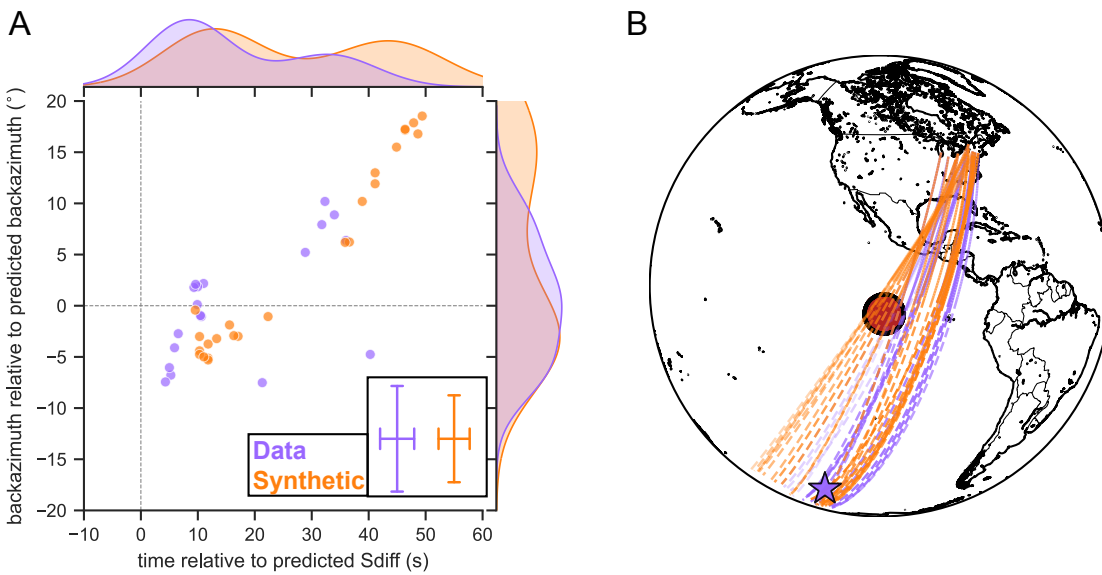 A
B
backazimuth relative to predicted backazimuth (°)
20
15
10
5
0
−5
−10
−15
−20
Data
Synthetic
−10 0 10 20 30 40 50 60
time relative to predicted Sdiff (s)